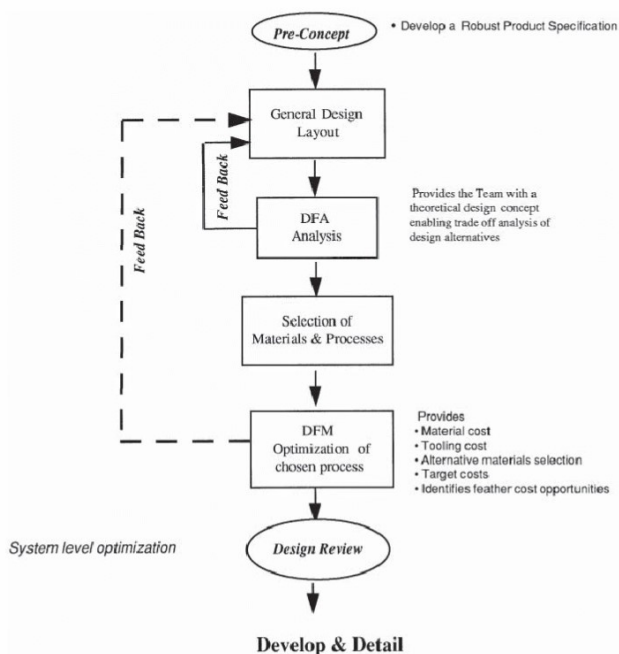 Pre-Concept
• Develop a Robust Product Specification
General Design
Layout
Feed Back
Feed Back
DFA
Analysis
Provides the Team with a
theoretical design concept
enabling trade off analysis of
design alternatives
Selection of
Materials & Processes
DFM
Optimization of
chosen process
Provides
• Material cost
• Tooling cost
• Alternative materials selection
• Target costs
• Identifies feather cost opportunities
System level optimization
Design Review
Develop & Detail